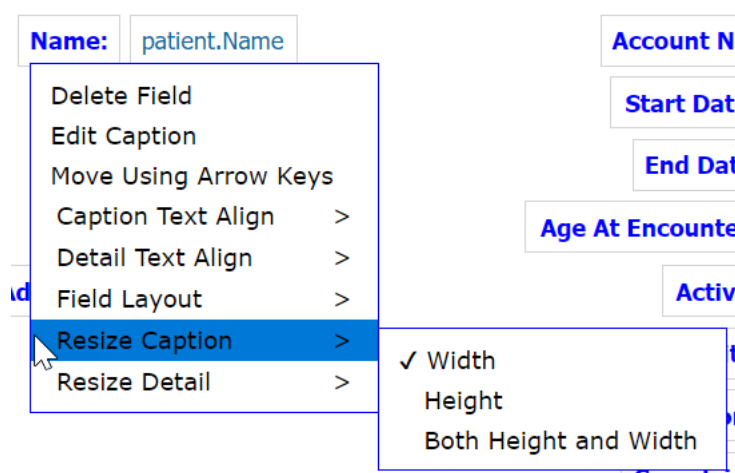 Name: patient.Name
Account N
Start Dat
End Dat
Age At Encounte
Activ
Delete Field
Edit Caption
Move Using Arrow Keys
Caption Text Align >
Detail Text Align >
Field Layout >
Resize Caption >
Resize Detail >
✓ Width
Height
Both Height and Width